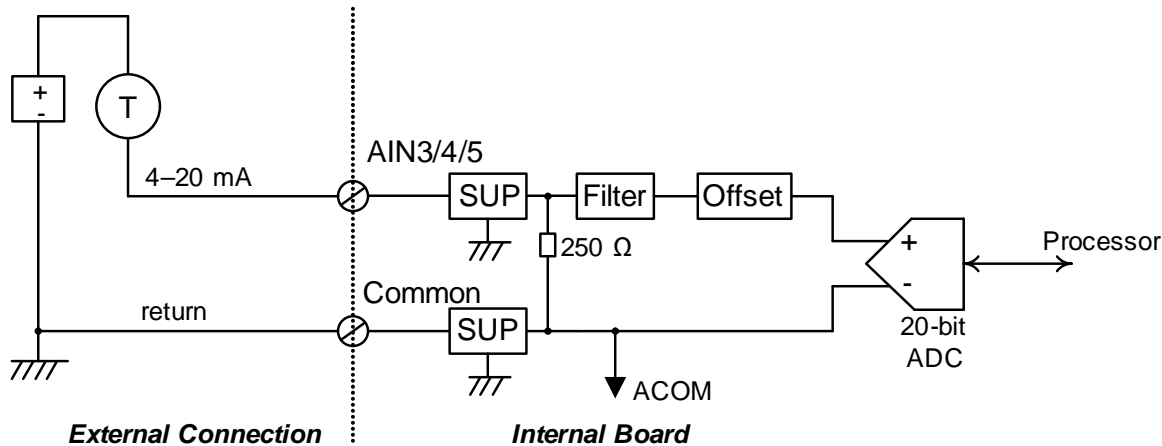 +
-
T
4–20 mA
AIN3/4/5
SUP
Filter
Offset
250 Ω
+
-
Processor
20-bit
ADC
return
Common
SUP
ACOM
External Connection
Internal Board